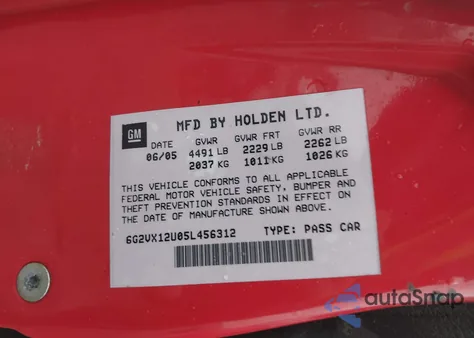 GM MFD BY HOLDEN LTD.
DATE GVWR GVWR FRT GVWR RR
06/05 4491 LB 2229 LB 2262 LB
2037 KG 1011 KG 1026 KG
THIS VEHICLE CONFORMS TO ALL APPLICABLE
FEDERAL MOTOR VEHICLE SAFETY, BUMPER AND
THEFT PREVENTION STANDARDS IN EFFECT ON
THE DATE OF MANUFACTURE SHOWN ABOVE.
6G2VX12U05L456312 TYPE: PASS CAR
autoSnap